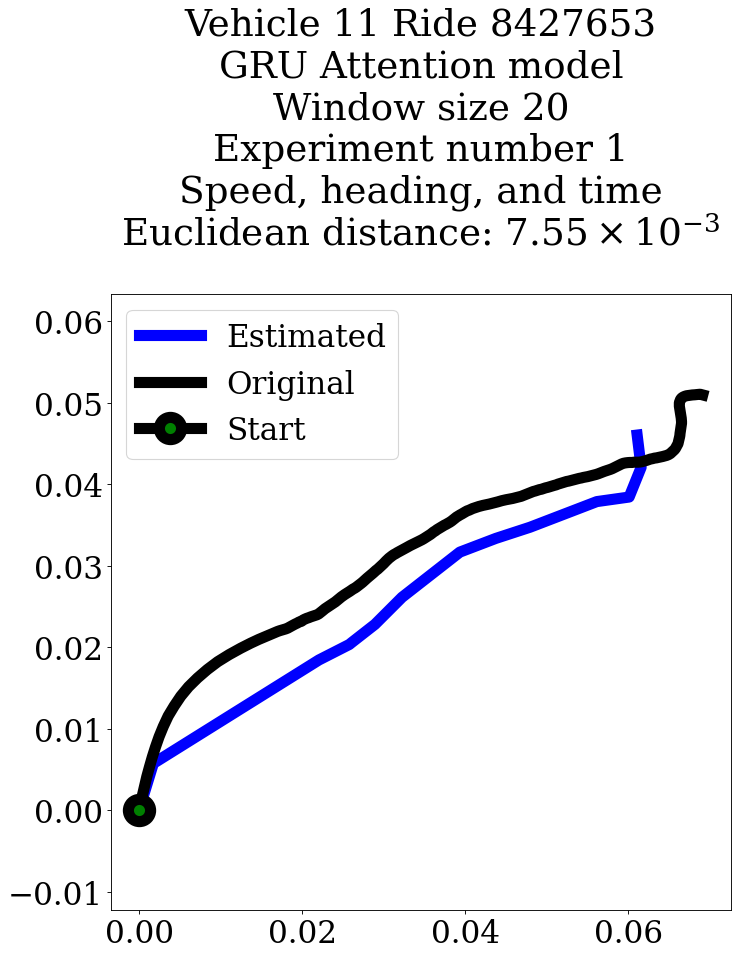 Vehicle 11 Ride 8427653
GRU Attention model
Window size 20
Experiment number 1
Speed, heading, and time
Euclidean distance: 7.55 × 10⁻³
Estimated
Original
Start
0.06
0.05
0.04
0.03
0.02
0.01
0.00
−0.01
0.00 0.02 0.04 0.06